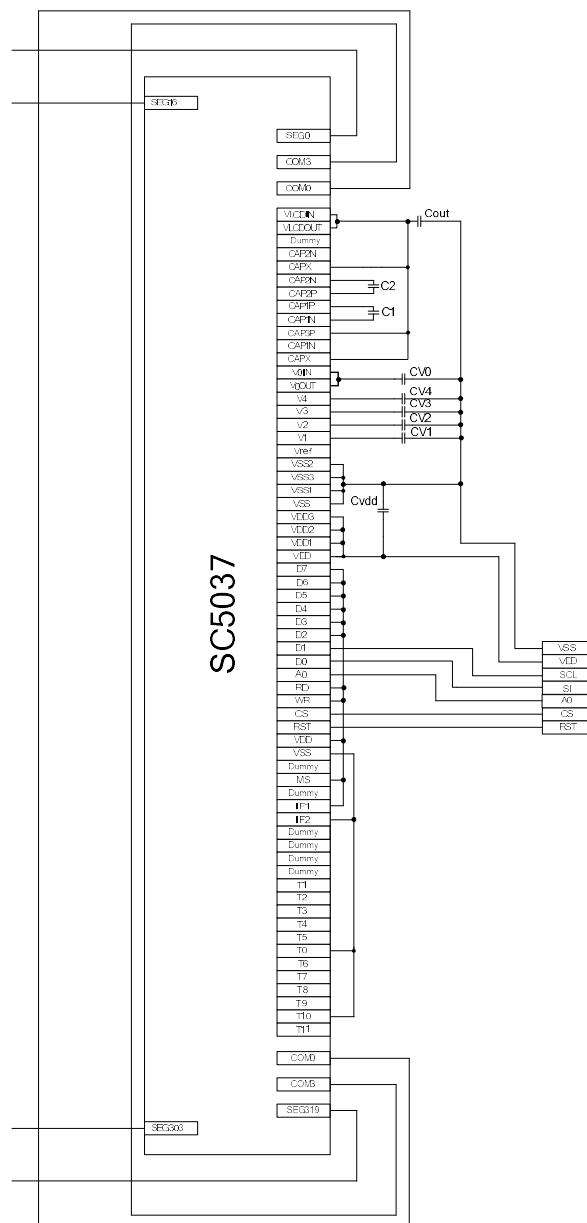 SEG16
SEG0
COM3
COM0
VLCDIN
VLCDOUT
Dummy
CAP2N
CAPX
CAP2N
CAP2P
CAP1P
CAP1N
CAP3P
CAP1N
CAPX
V0IN
V0OUT
V4
V3
V2
V1
Vref
VSS2
VSS3
VSS1
VSS
VDD3
VDD2
VDD1
VDD
D7
D6
D5
D4
D3
D2
D1
D0
A0
RD
WR
CS
RST
VDD
VSS
Dummy
MS
Dummy
IF1
IF2
Dummy
Dummy
Dummy
Dummy
T1
T2
T3
T4
T5
T0
T6
T7
T8
T9
T10
T11
COM0
COM3
SEG319
SEG303
SC5037
Cout
C2
C1
CV0
CV4
CV3
CV2
CV1
Cvdd
VSS
VDD
SCL
SI
A0
CS
RST